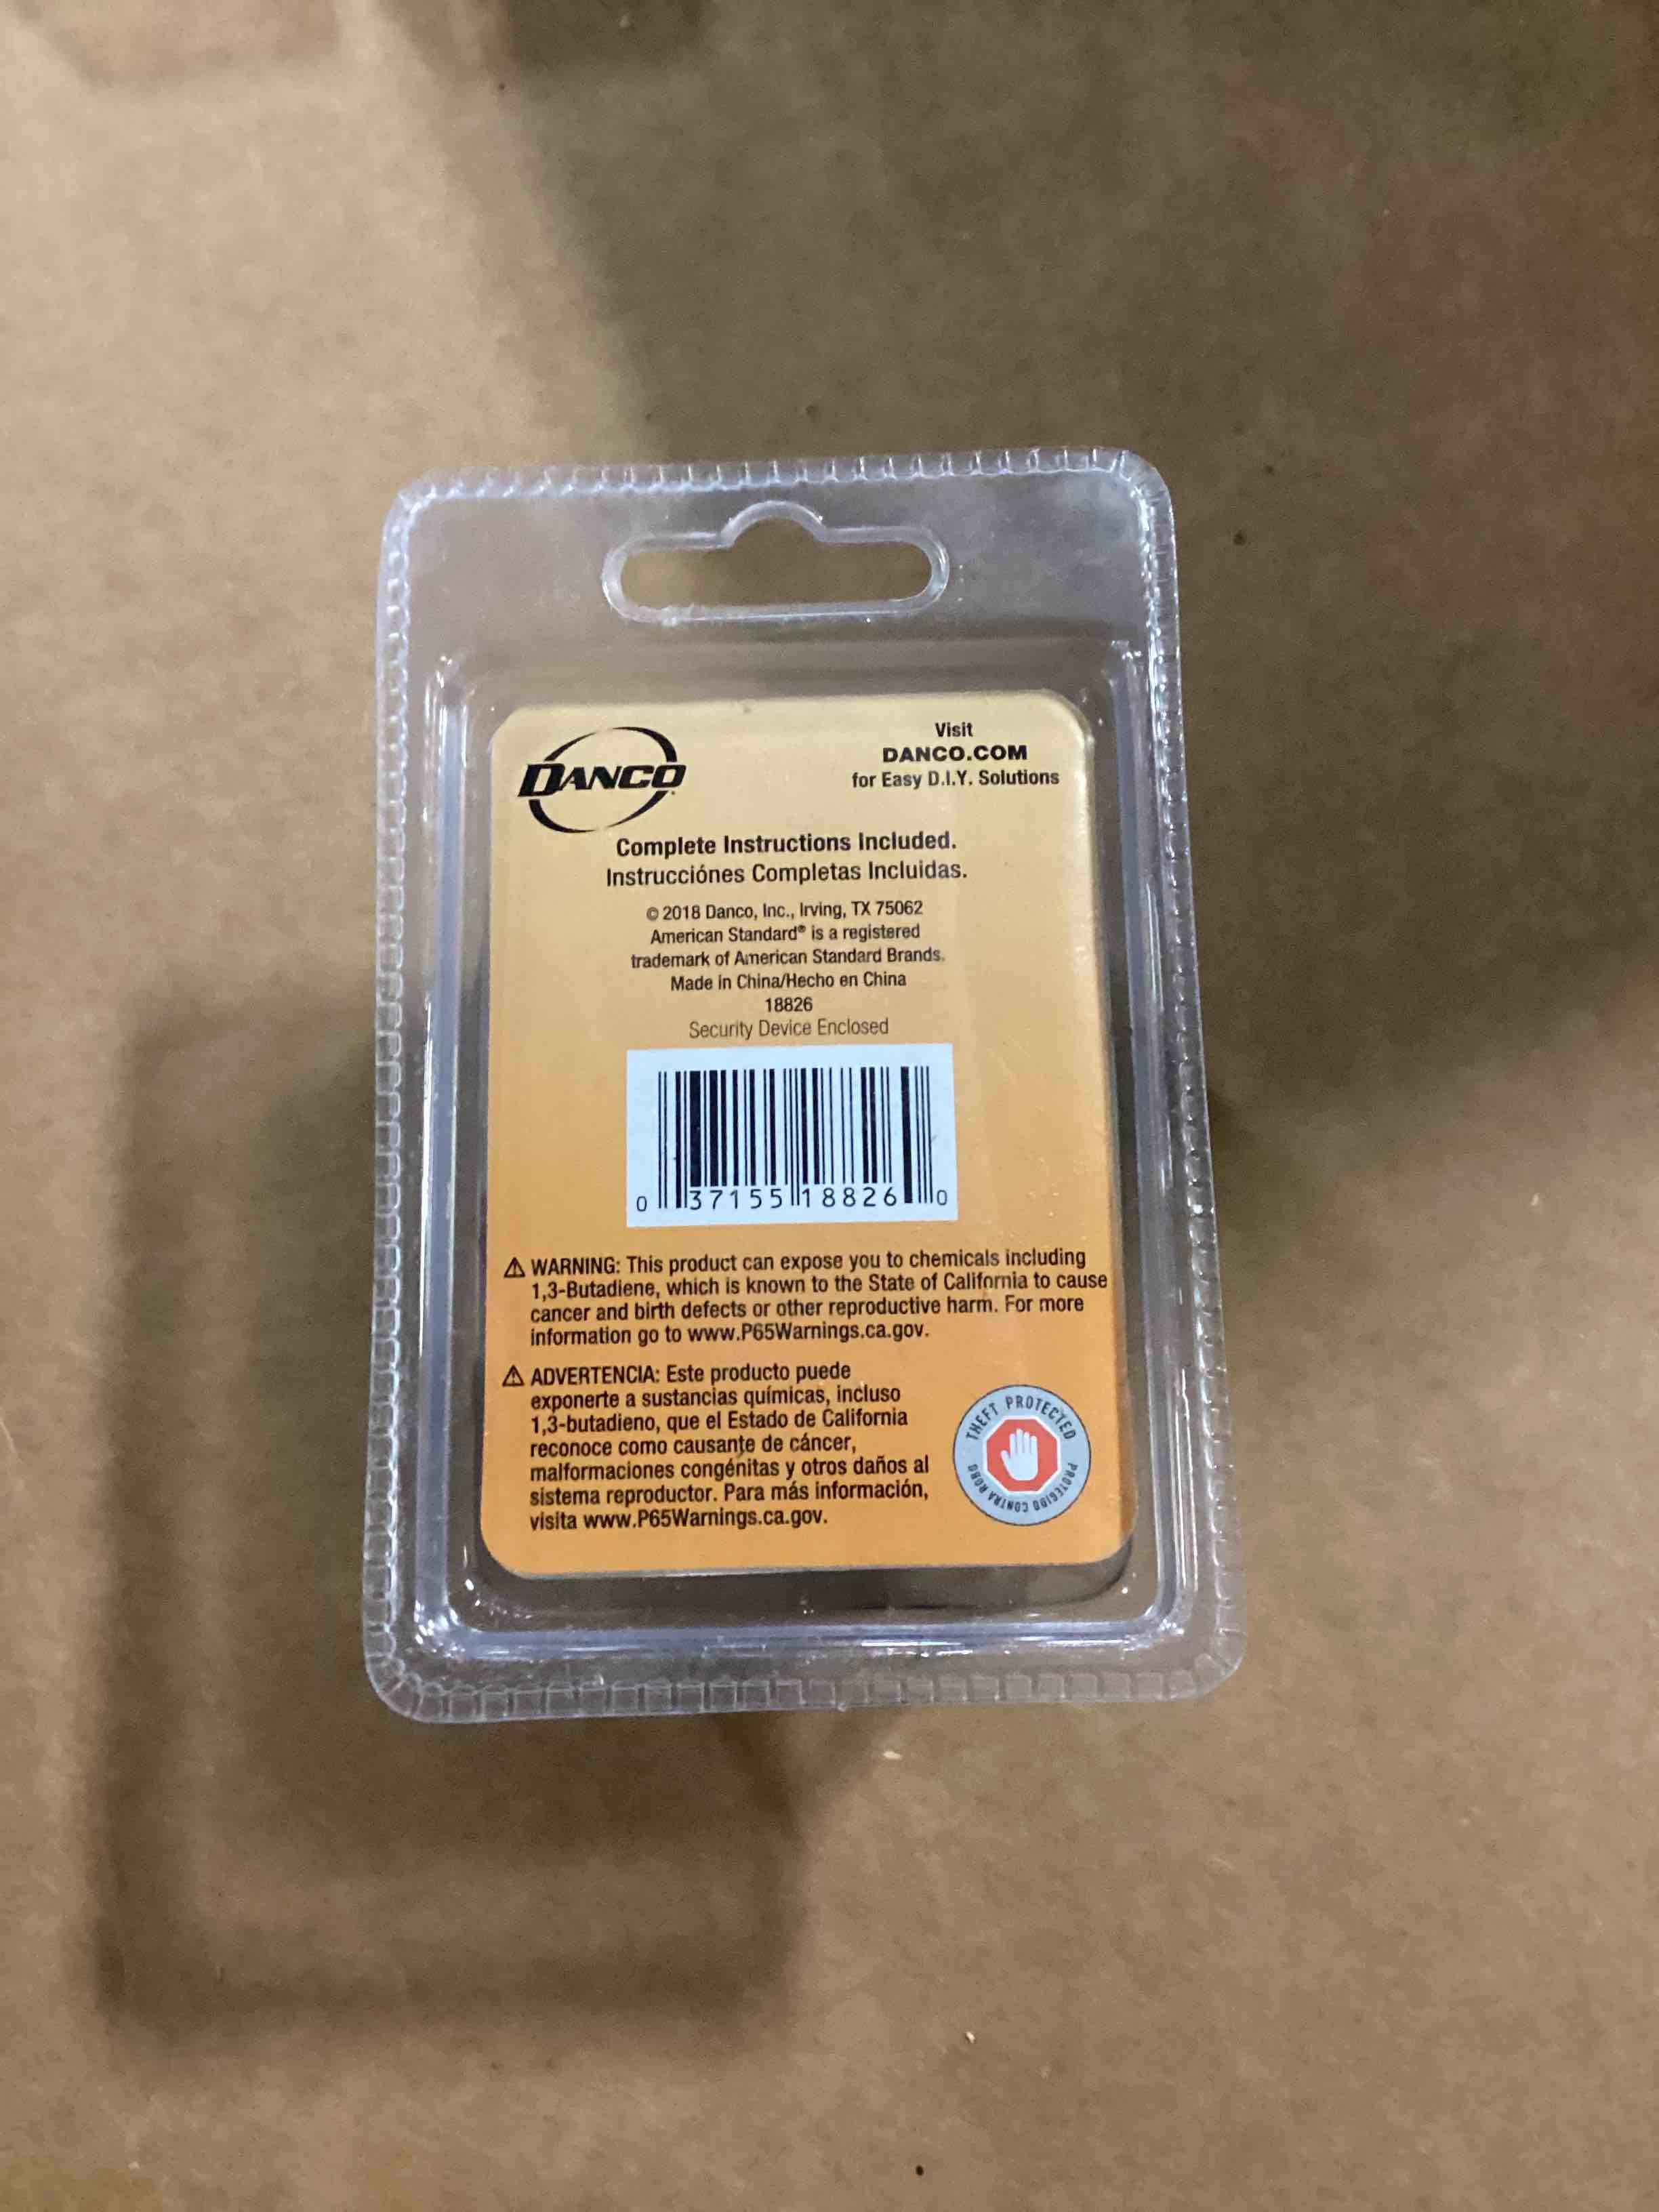 DANCO
Visit
DANCO.COM
for Easy D.I.Y. Solutions
Complete Instructions Included.
Instrucciónes Completas Incluidas.
© 2018 Danco, Inc., Irving, TX 75062
American Standard® is a registered
trademark of American Standard Brands.
Made in China/Hecho en China
18826
Security Device Enclosed
0 37155 18826 0
⚠ WARNING: This product can expose you to chemicals including
1,3-Butadiene, which is known to the State of California to cause
cancer and birth defects or other reproductive harm. For more
information go to www.P65Warnings.ca.gov.
⚠ ADVERTENCIA: Este producto puede
exponerte a sustancias químicas, incluso
1,3-butadieno, que el Estado de California
reconoce como causante de cáncer,
malformaciones congénitas y otros daños al
sistema reproductor. Para más información,
visita www.P65Warnings.ca.gov.
THEFT PROTECTED
PROTEGIDO CONTRA ROBO